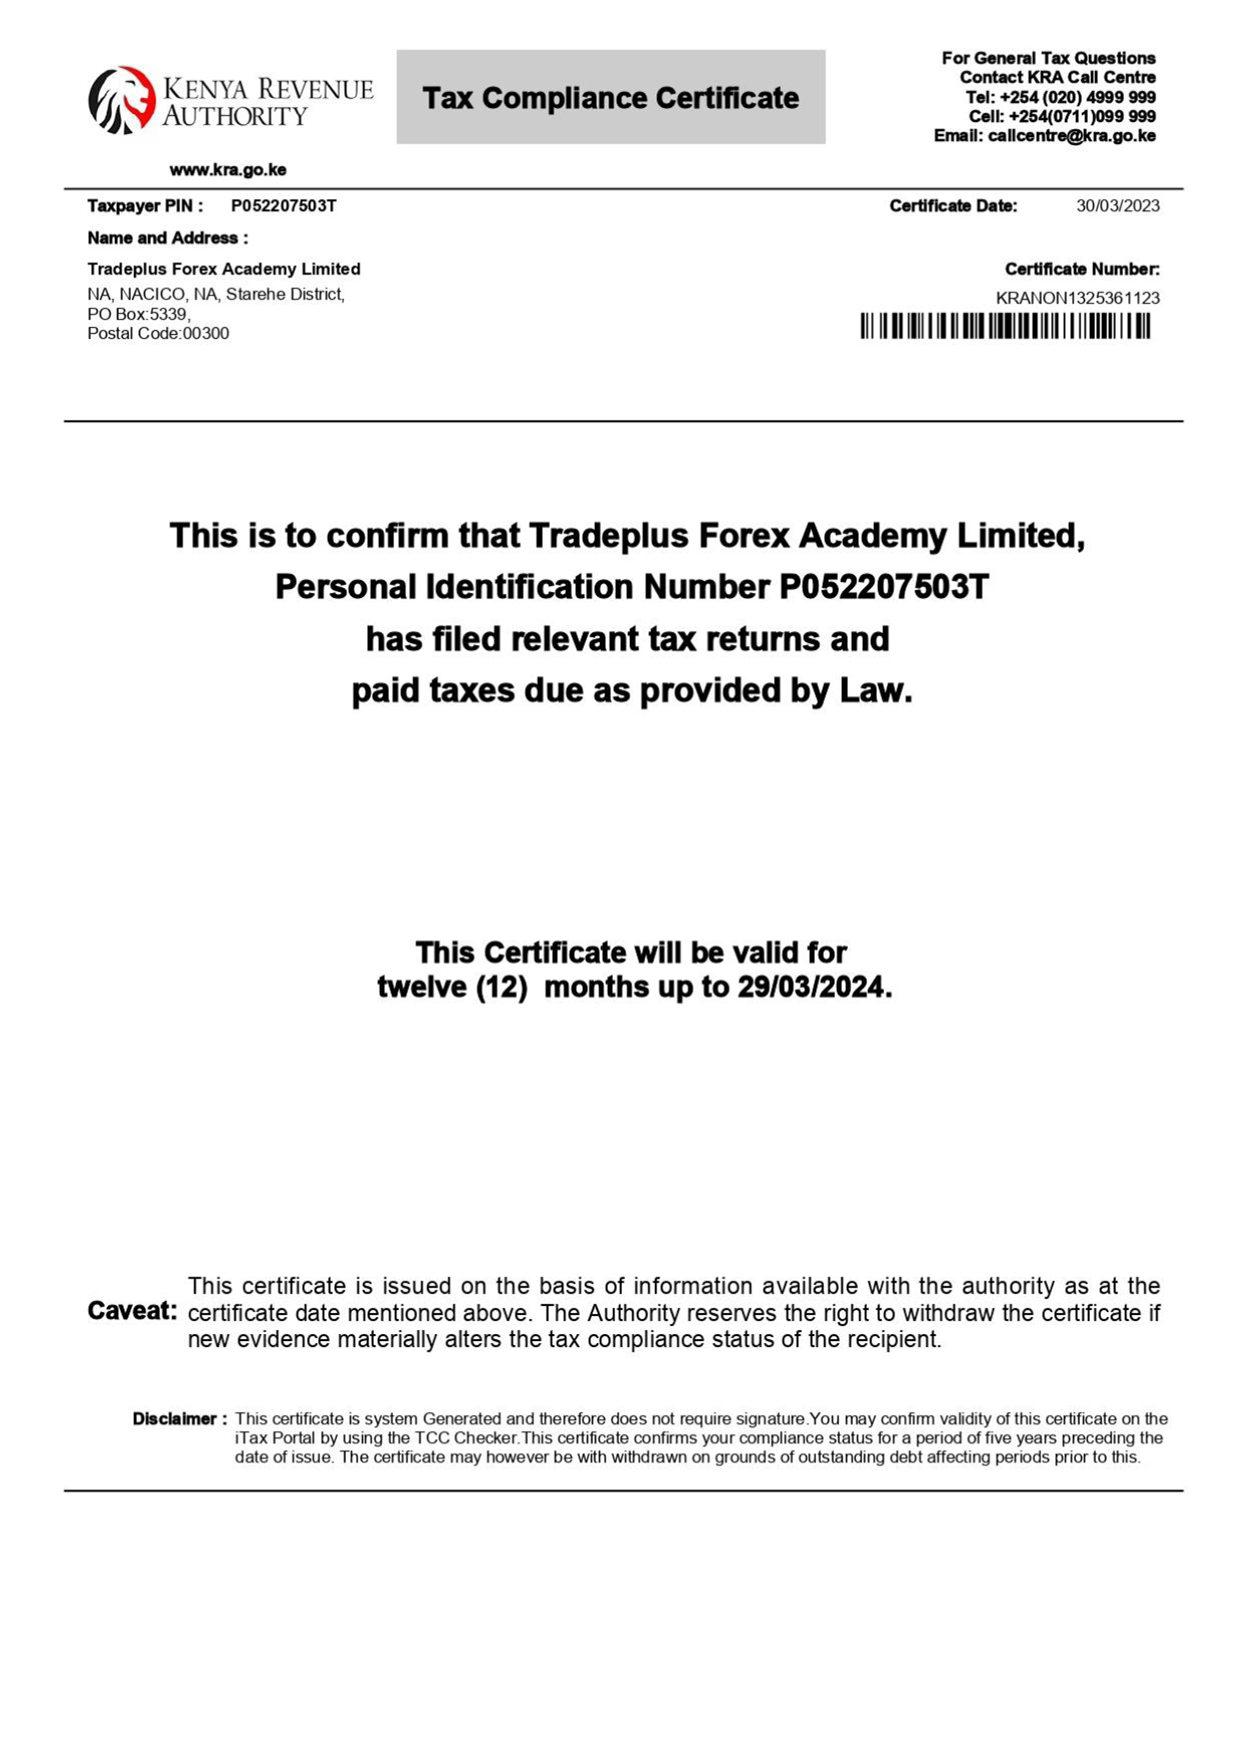 KENYA REVENUE
AUTHORITY
www.kra.go.ke
Tax Compliance Certificate
For General Tax Questions
Contact KRA Call Centre
Tel: +254 (020) 4999 999
Cell: +254(0711)099 999
Email: callcentre@kra.go.ke
Taxpayer PIN : P052207503T
Certificate Date: 30/03/2023
Name and Address :
Tradeplus Forex Academy Limited
NA, NACICO, NA, Starehe District,
PO Box:5339,
Postal Code:00300
Certificate Number:
KRANON1325361123
This is to confirm that Tradeplus Forex Academy Limited,
Personal Identification Number P052207503T
has filed relevant tax returns and
paid taxes due as provided by Law.
This Certificate will be valid for
twelve (12) months up to 29/03/2024.
Caveat:
This certificate is issued on the basis of information available with the authority as at the
certificate date mentioned above. The Authority reserves the right to withdraw the certificate if
new evidence materially alters the tax compliance status of the recipient.
Disclaimer : This certificate is system Generated and therefore does not require signature.You may confirm validity of this certificate on the
iTax Portal by using the TCC Checker.This certificate confirms your compliance status for a period of five years preceding the
date of issue. The certificate may however be with withdrawn on grounds of outstanding debt affecting periods prior to this.